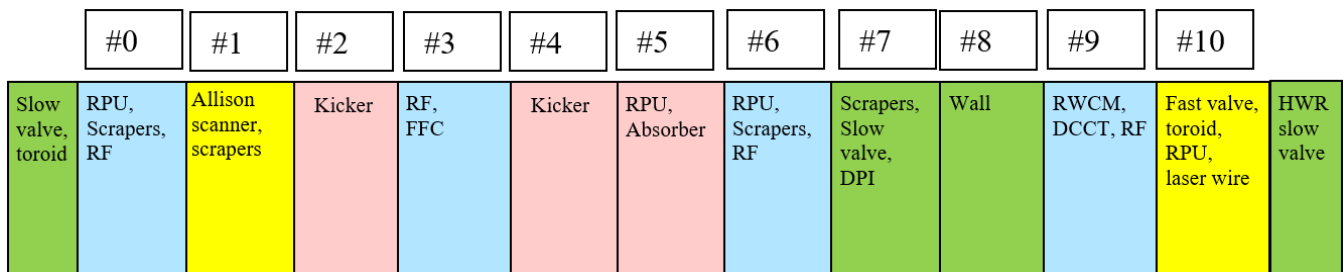 #0
#1
#2
#3
#4
#5
#6
#7
#8
#9
#10
Slow
valve,
toroid
RPU,
Scrapers,
RF
Allison
scanner,
scrapers
Kicker
RF,
FFC
Kicker
RPU,
Absorber
RPU,
Scrapers,
RF
Scrapers,
Slow
valve,
DPI
Wall
RWCM,
DCCT, RF
Fast valve,
toroid,
RPU,
laser wire
HWR
slow
valve